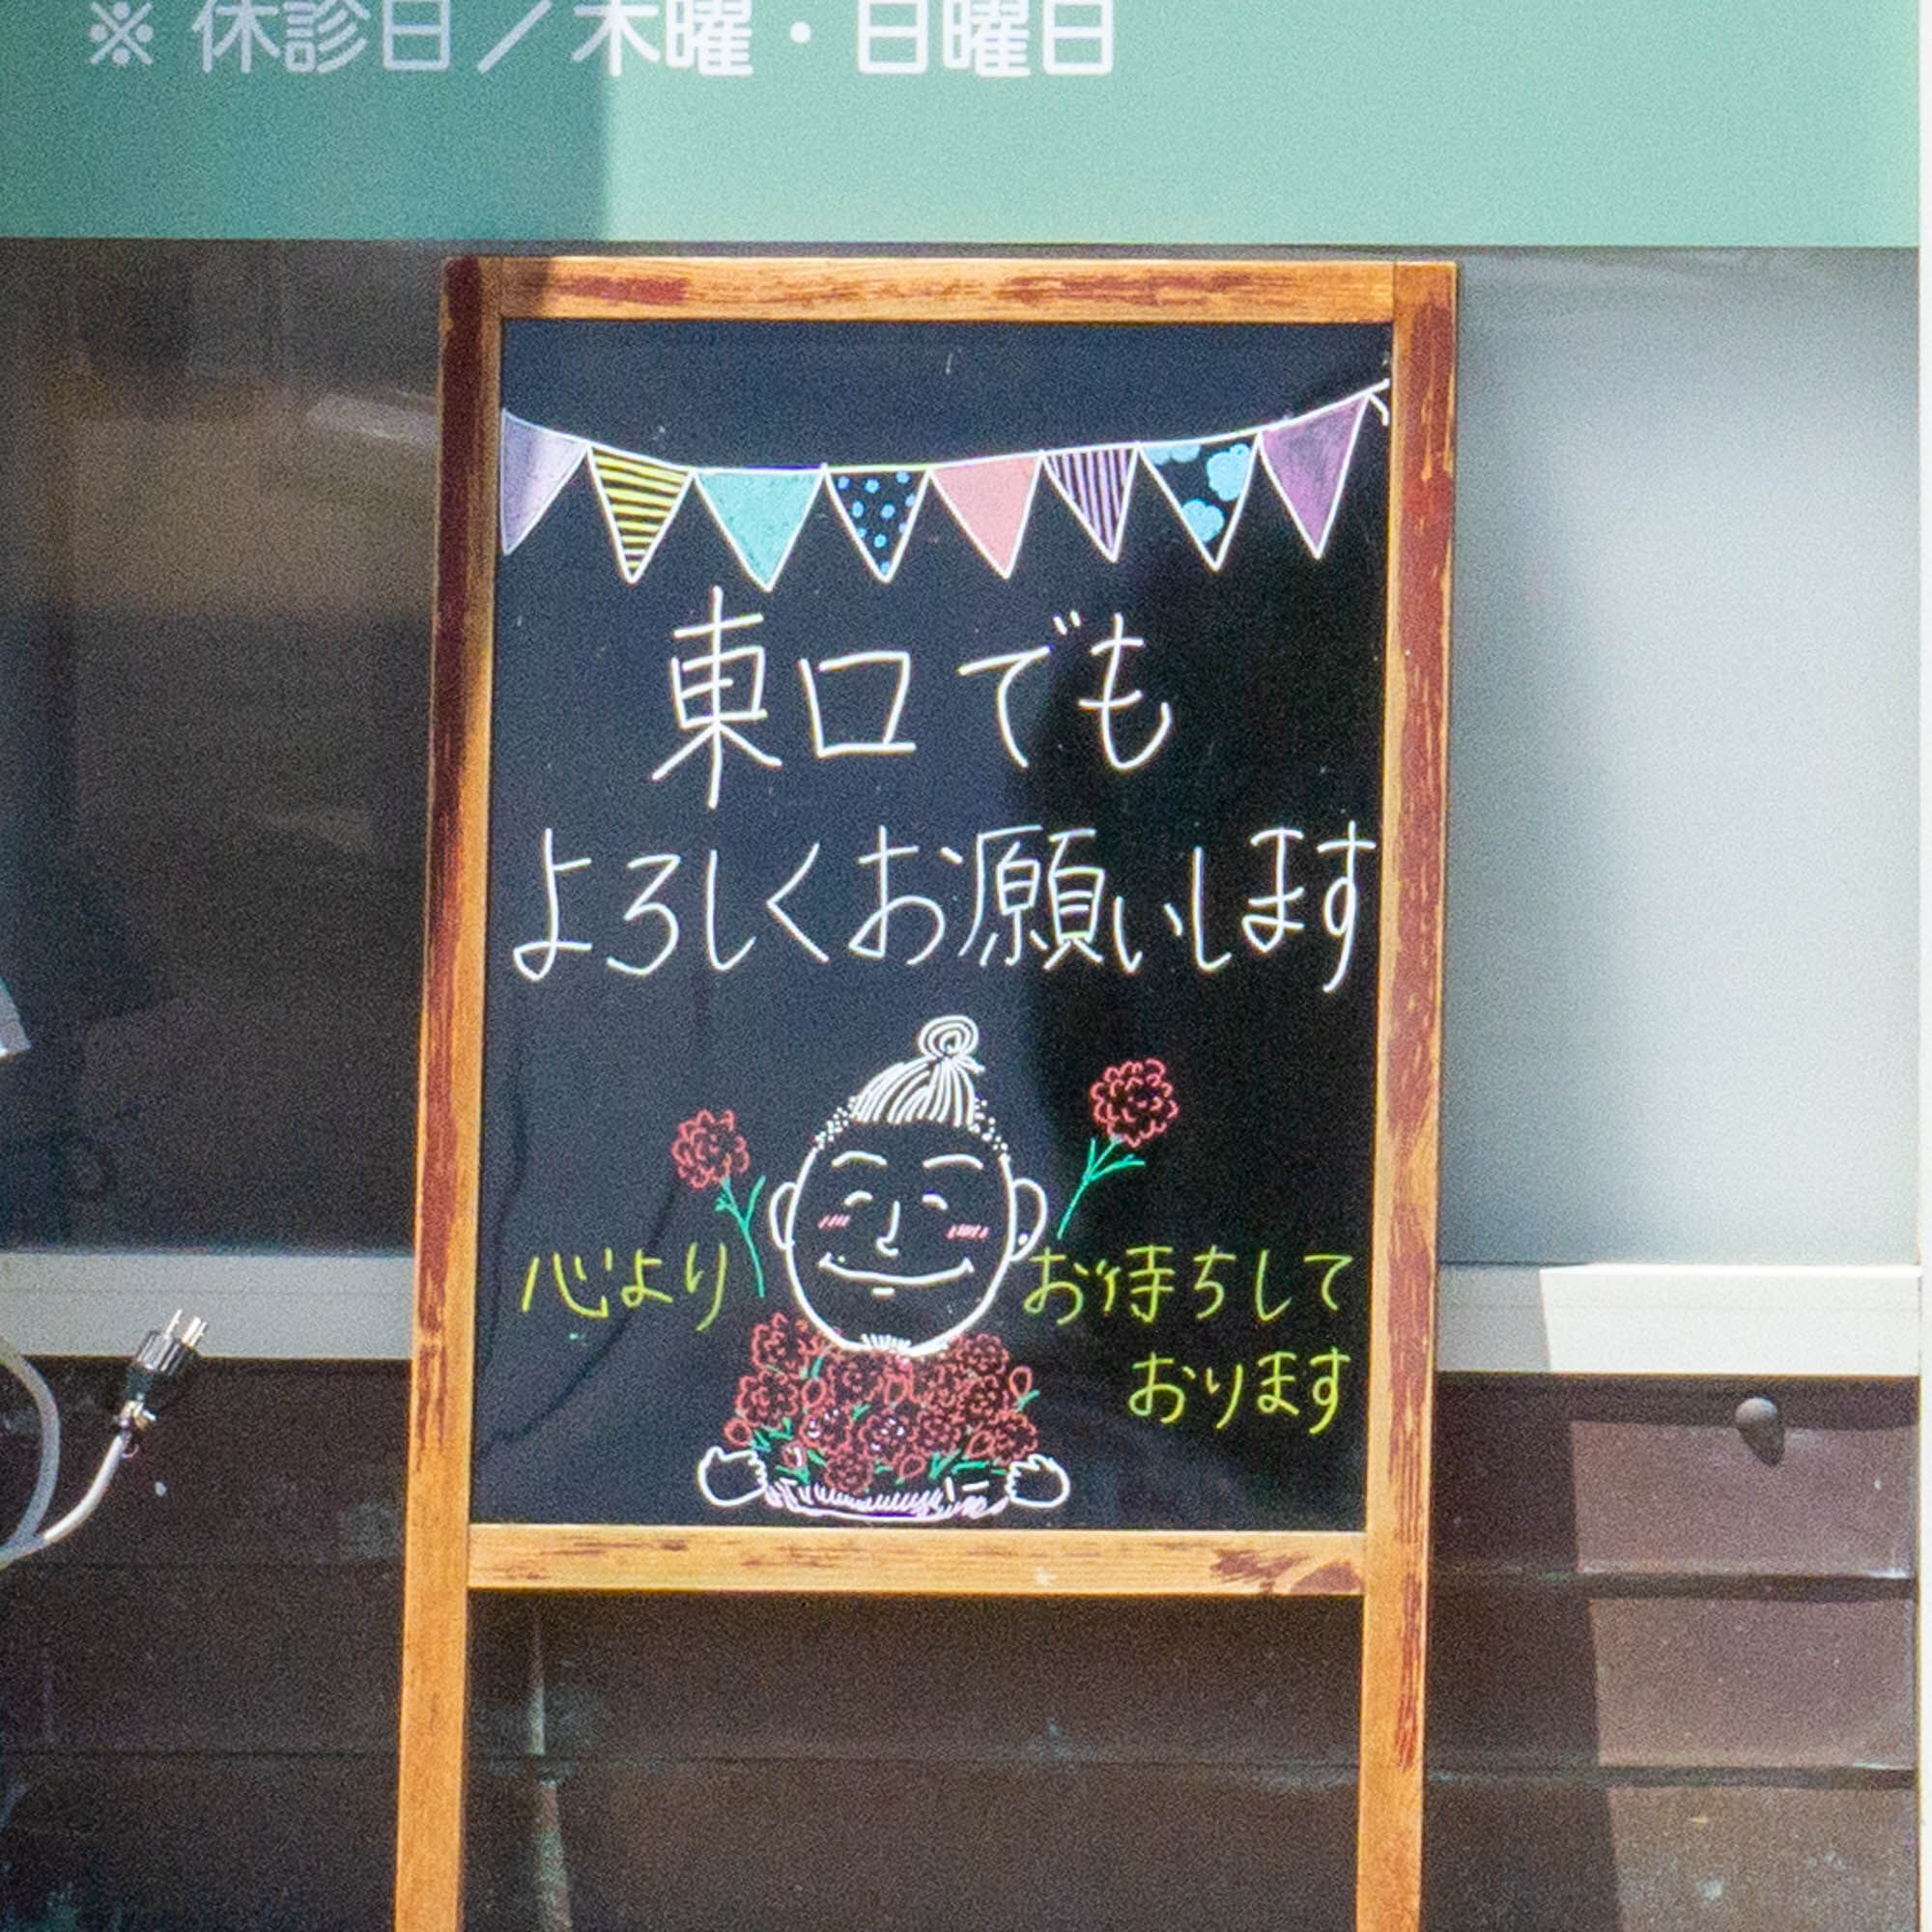 ※ 休診日／木曜・日曜日
東口でも
よろしくお願いします
心より お待ちして
おります